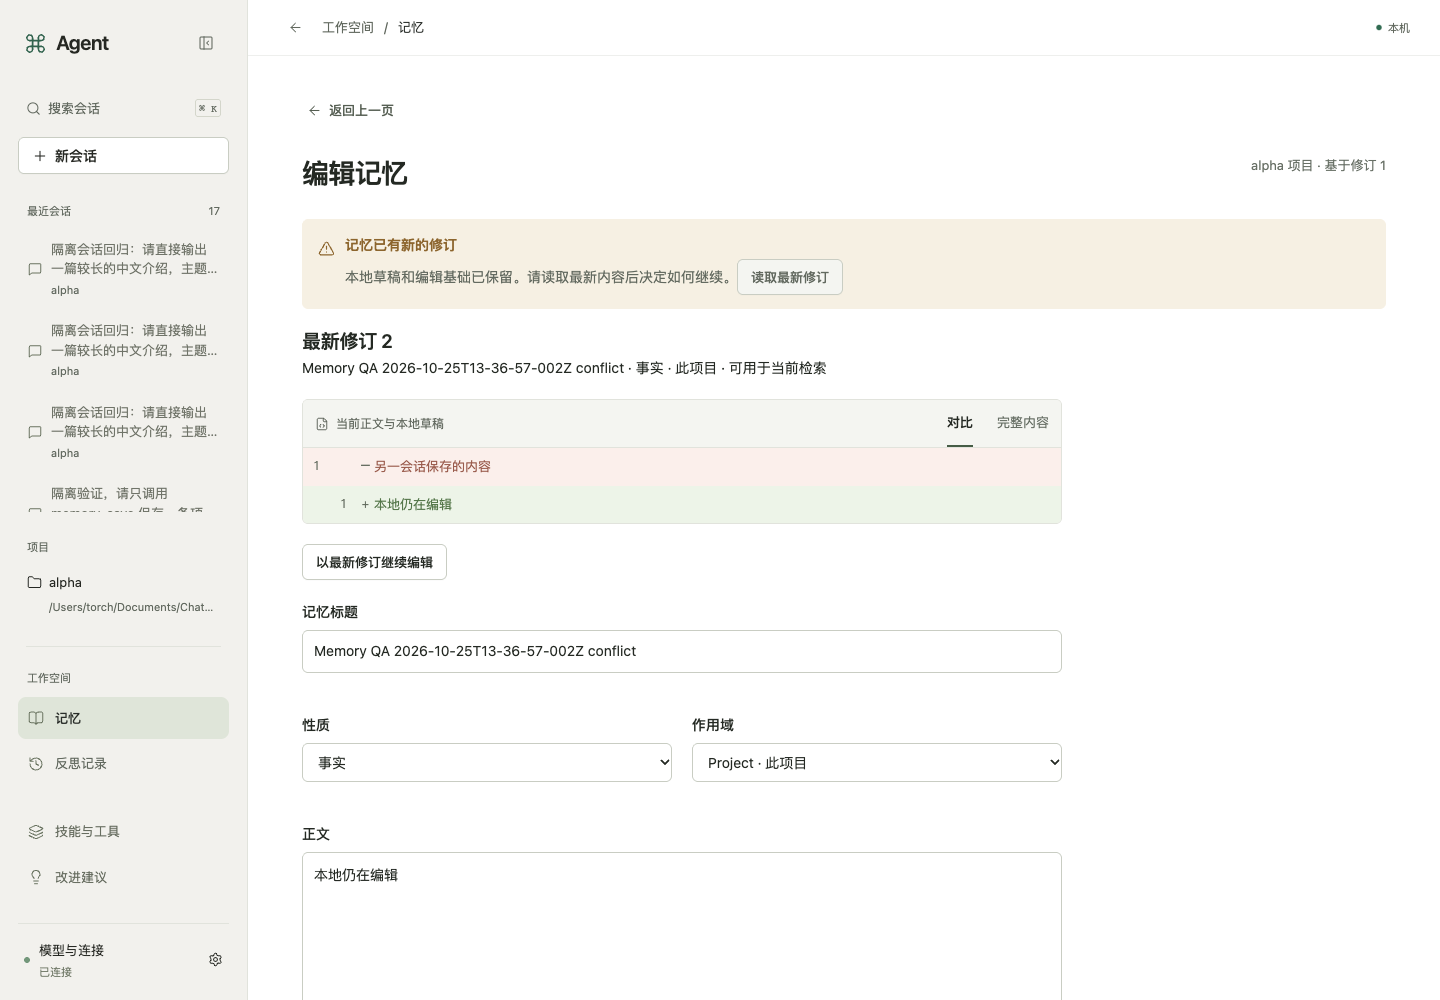 Agent
搜索会话
⌘ K
新会话
最近会话
17
隔离会话回归：请直接输出
一篇较长的中文介绍，主题...
alpha
隔离会话回归：请直接输出
一篇较长的中文介绍，主题...
alpha
隔离会话回归：请直接输出
一篇较长的中文介绍，主题...
alpha
隔离验证，请只调用
项目
alpha
/Users/torch/Documents/Chat...
工作空间
记忆
反思记录
技能与工具
改进建议
模型与连接
已连接
工作空间 / 记忆
本机
返回上一页
编辑记忆
alpha 项目 · 基于修订 1
记忆已有新的修订
本地草稿和编辑基础已保留。请读取最新内容后决定如何继续。 读取最新修订
最新修订 2
Memory QA 2026-10-25T13-36-57-002Z conflict · 事实 · 此项目 · 可用于当前检索
当前正文与本地草稿
对比
完整内容
1 − 另一会话保存的内容
1 + 本地仍在编辑
以最新修订继续编辑
记忆标题
Memory QA 2026-10-25T13-36-57-002Z conflict
性质
作用域
事实
Project · 此项目
正文
本地仍在编辑